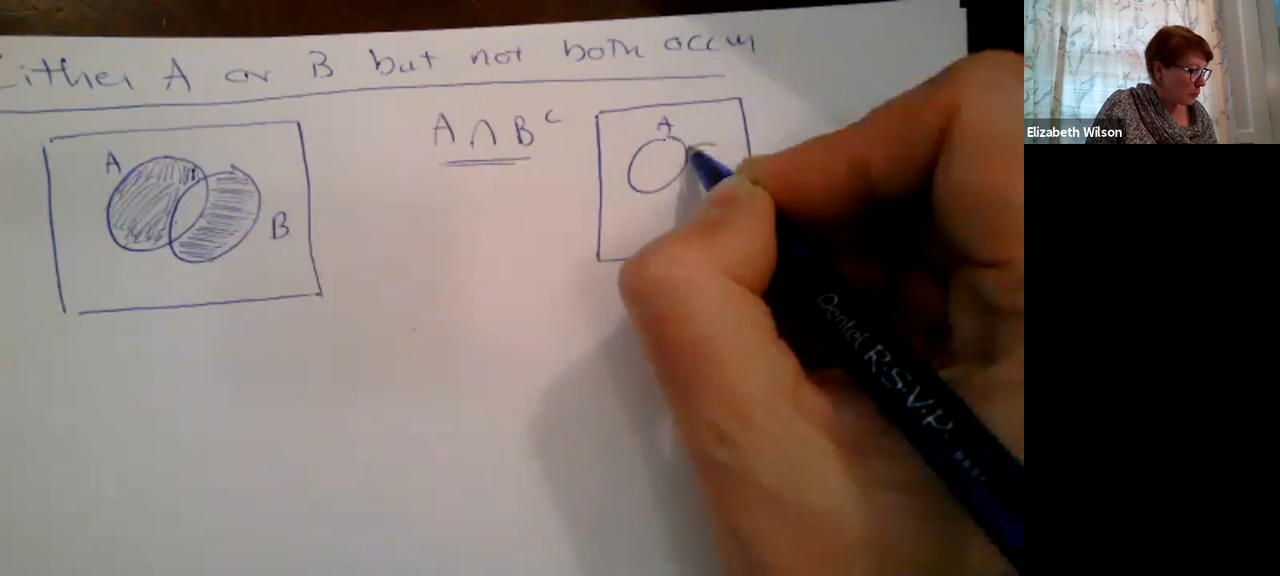 Either A or B but not both occur
A ∩ B^c
A
A
B
Pentel R.S.V.P.
Elizabeth Wilson